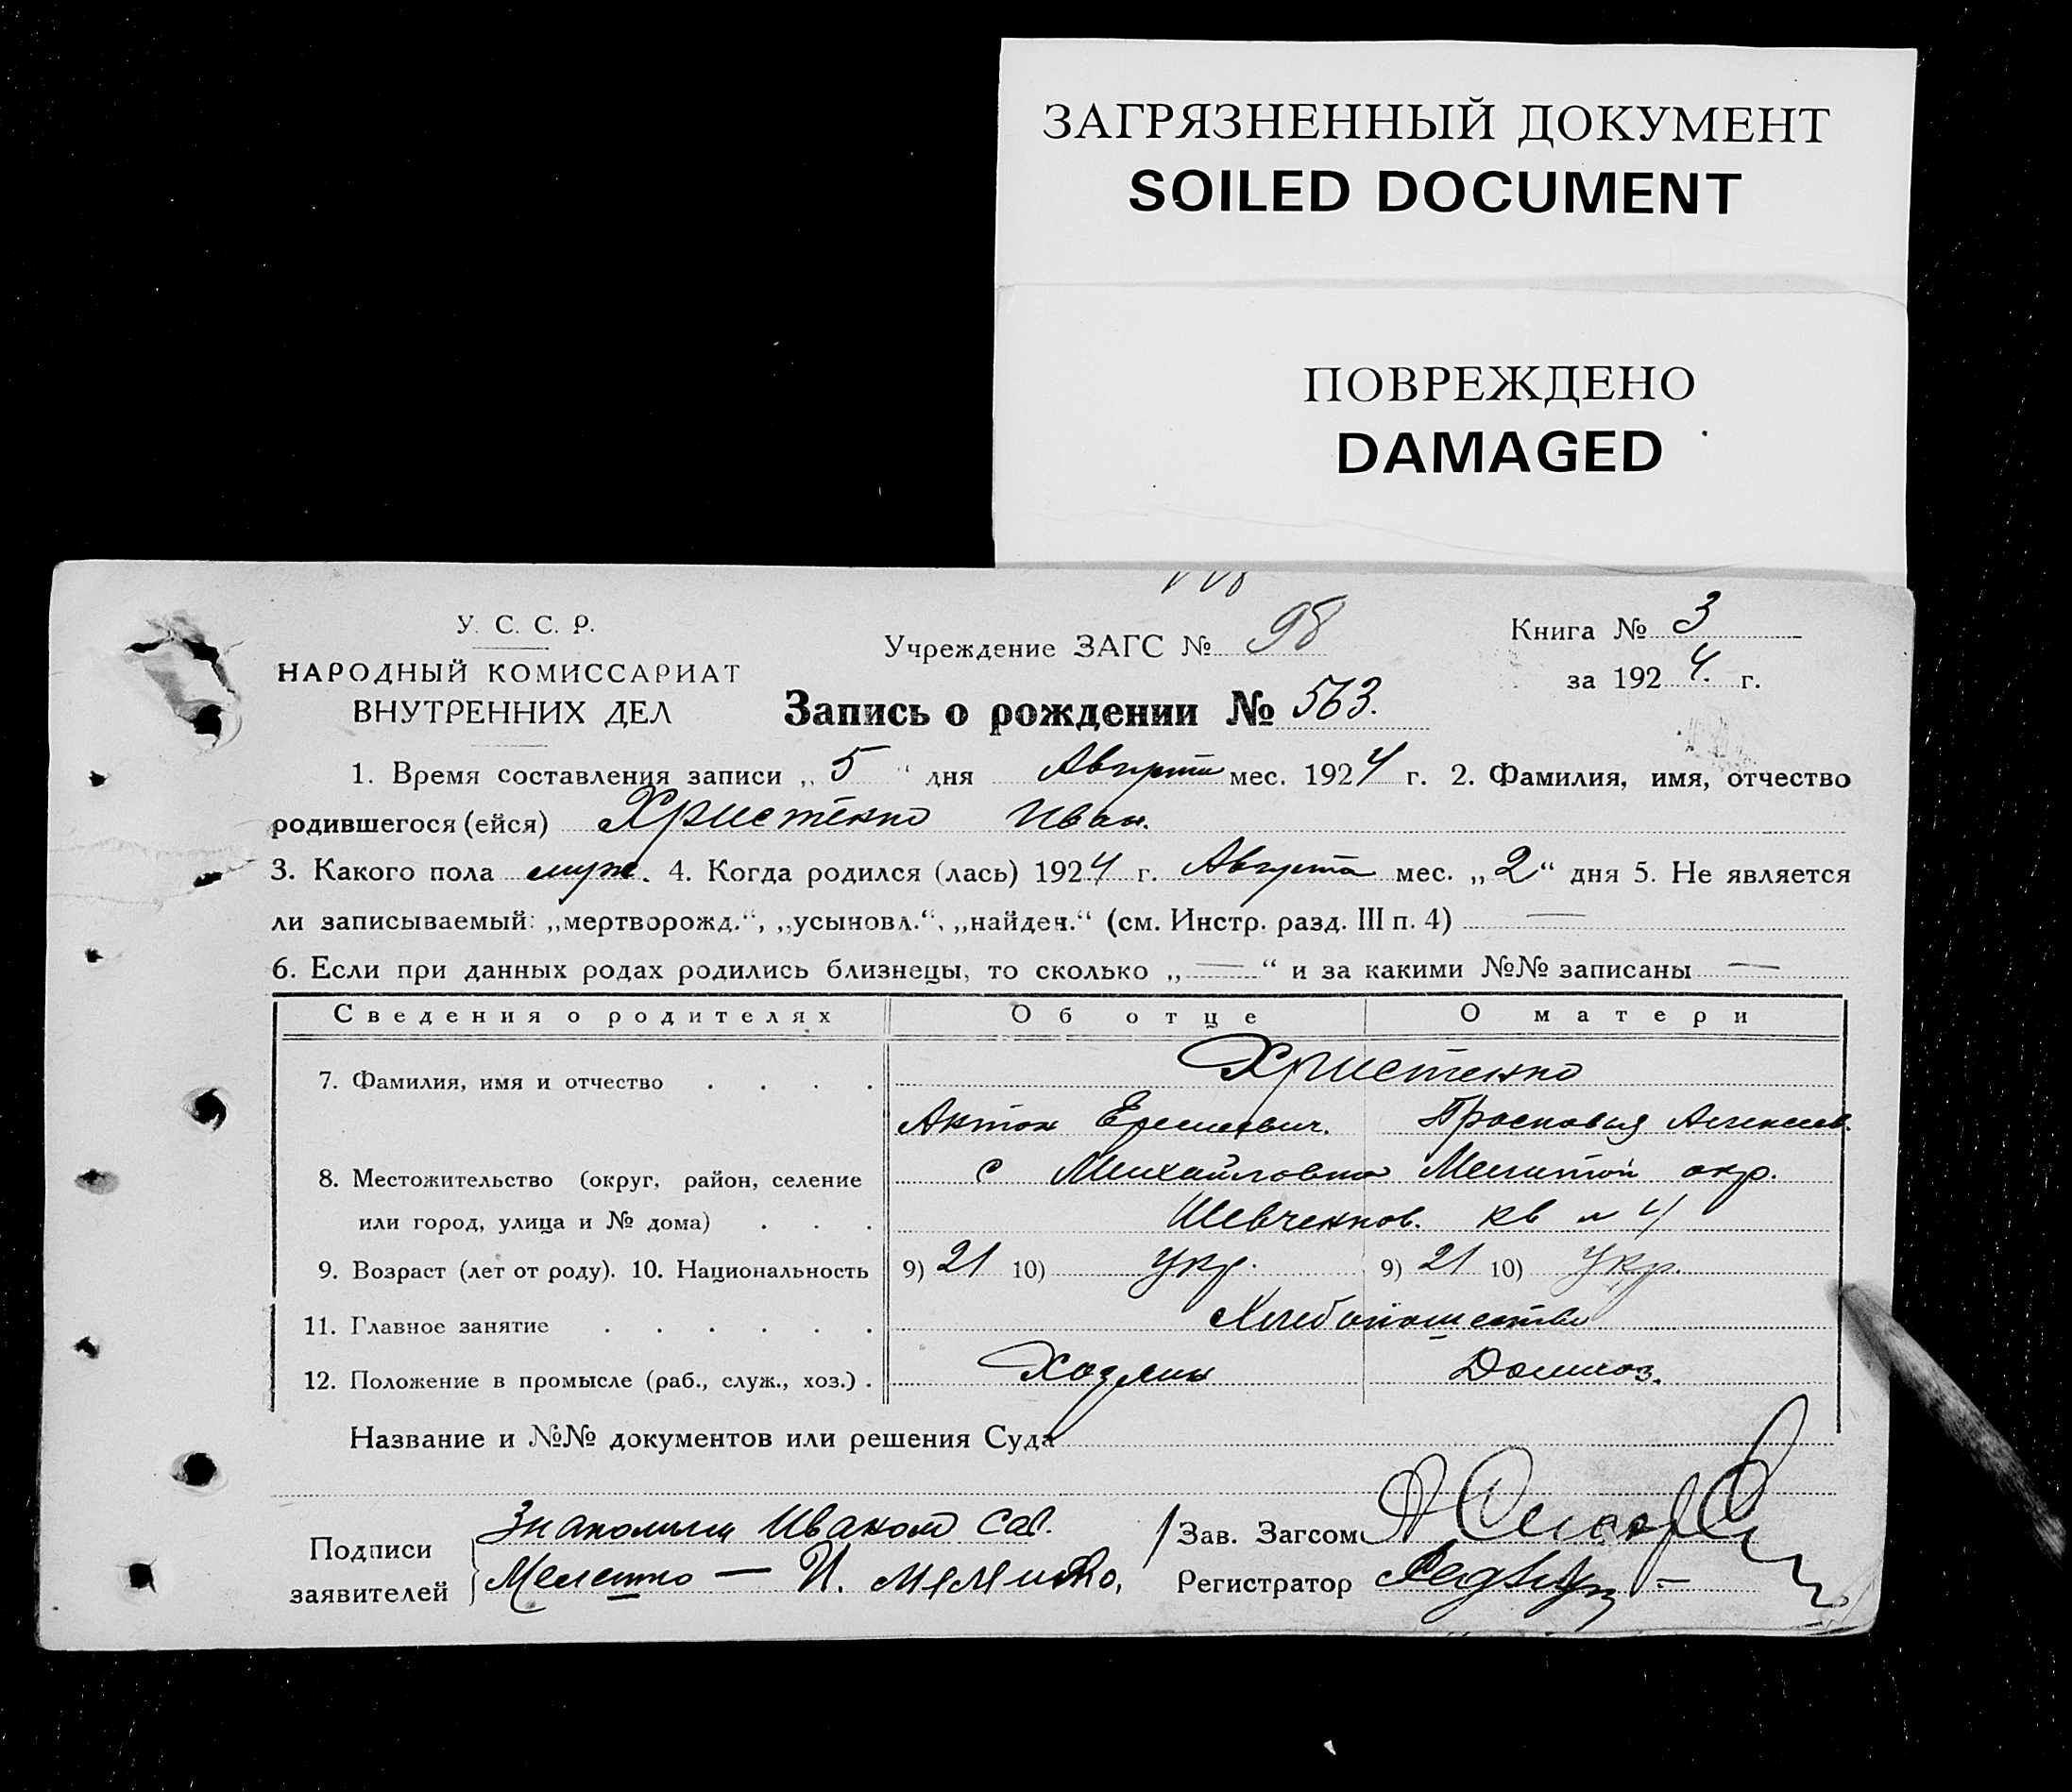 ЗАГРЯЗНЕННЫЙ ДОКУМЕНТ
SOILED DOCUMENT
ПОВРЕЖДЕНО
DAMAGED
У. С. С. Р.
НАРОДНЫЙ КОМИССАРИАТ
ВНУТРЕННИХ ДЕЛ
Учреждение ЗАГС № 98
Книга № 3
за 1924 г.
Запись о рождении № 563.
1. Время составления записи „5“ дня Августа мес. 1924 г. 2. Фамилия, имя, отчество
родившегося (ейся) Христенко Иван.
3. Какого пола муж. 4. Когда родился (лась) 1924 г. Августа мес. „2“ дня 5. Не является
ли записываемый: „мертворожд.“, „усыновл.“, „найден.“ (см. Инстр. разд. III п. 4) —
6. Если при данных родах родились близнецы, то сколько „—“ и за какими №№ записаны —
Сведения о родителях Об отце О матери
7. Фамилия, имя и отчество . . . . Христенко
Антон Еремеевич. Прасковья Алексеев.
8. Местожительство (округ, район, селение с Михайловка Мелитоп окр.
или город, улица и № дома) . . . Шевченков. кв № 4
9. Возраст (лет от роду). 10. Национальность 9) 21 10) укр. 9) 21 10) укр.
11. Главное занятие . . . . . . Хлебопашество
12. Положение в промысле (раб., служ., хоз.) . Хозяин Домохоз.
Название и №№ документов или решения Суда
Подписи
заявителей
Иваном Сав.
Мелешко — И.
Зав. Загсом
Регистратор